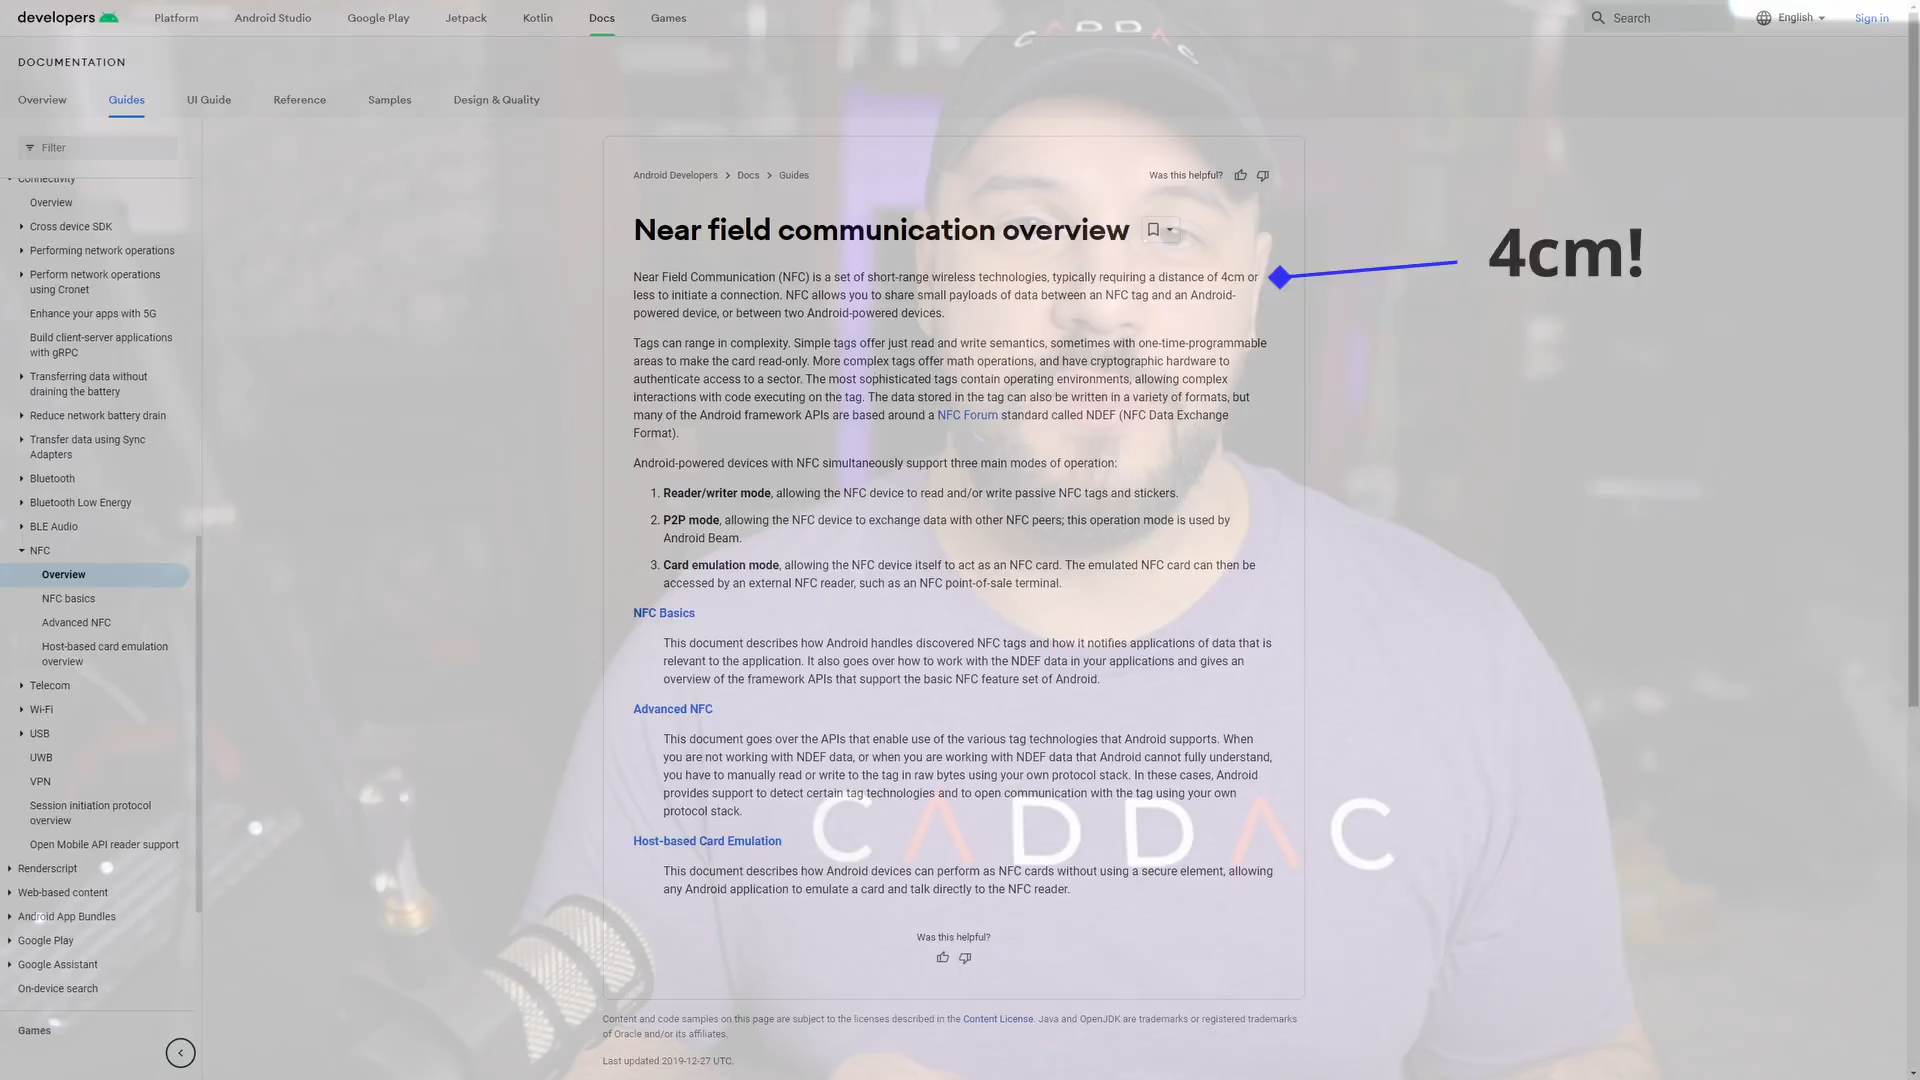 developers
Platform
Android Studio
Google Play
Jetpack
Kotlin
Docs
Games
Search
English
Sign in
DOCUMENTATION
Overview
Guides
UI Guide
Reference
Samples
Design & Quality
Filter
Connectivity
Overview
Cross device SDK
Performing network operations
Perform network operations
using Cronet
Enhance your apps with 5G
Build client-server applications
with gRPC
Transferring data without
draining the battery
Reduce network battery drain
Transfer data using Sync
Adapters
Bluetooth
Bluetooth Low Energy
BLE Audio
NFC
Overview
NFC basics
Advanced NFC
Host-based card emulation
overview
Telecom
Wi-Fi
USB
UWB
VPN
Session initiation protocol
overview
Open Mobile API reader support
Renderscript
Web-based content
Android App Bundles
Google Play
Google Assistant
On-device search
Games
Android Developers > Docs > Guides
Was this helpful?
Near field communication overview
Near Field Communication (NFC) is a set of short-range wireless technologies, typically requiring a distance of 4cm or
less to initiate a connection. NFC allows you to share small payloads of data between an NFC tag and an Android-
powered device, or between two Android-powered devices.
Tags can range in complexity. Simple tags offer just read and write semantics, sometimes with one-time-programmable
areas to make the card read-only. More complex tags offer math operations, and have cryptographic hardware to
authenticate access to a sector. The most sophisticated tags contain operating environments, allowing complex
interactions with code executing on the tag. The data stored in the tag can also be written in a variety of formats, but
many of the Android framework APIs are based around a NFC Forum standard called NDEF (NFC Data Exchange
Format).
Android-powered devices with NFC simultaneously support three main modes of operation:
1. Reader/writer mode, allowing the NFC device to read and/or write passive NFC tags and stickers.
2. P2P mode, allowing the NFC device to exchange data with other NFC peers; this operation mode is used by
Android Beam.
3. Card emulation mode, allowing the NFC device itself to act as an NFC card. The emulated NFC card can then be
accessed by an external NFC reader, such as an NFC point-of-sale terminal.
NFC Basics
This document describes how Android handles discovered NFC tags and how it notifies applications of data that is
relevant to the application. It also goes over how to work with the NDEF data in your applications and gives an
overview of the framework APIs that support the basic NFC feature set of Android.
Advanced NFC
This document goes over the APIs that enable use of the various tag technologies that Android supports. When
you are not working with NDEF data, or when you are working with NDEF data that Android cannot fully understand,
you have to manually read or write to the tag in raw bytes using your own protocol stack. In these cases, Android
provides support to detect certain tag technologies and to open communication with the tag using your own
protocol stack.
Host-based Card Emulation
This document describes how Android devices can perform as NFC cards without using a secure element, allowing
any Android application to emulate a card and talk directly to the NFC reader.
Was this helpful?
Content and code samples on this page are subject to the licenses described in the Content License. Java and OpenJDK are trademarks or registered trademarks
of Oracle and/or its affiliates.
Last updated 2019-12-27 UTC.
4cm!
CADDAC
CADDAC